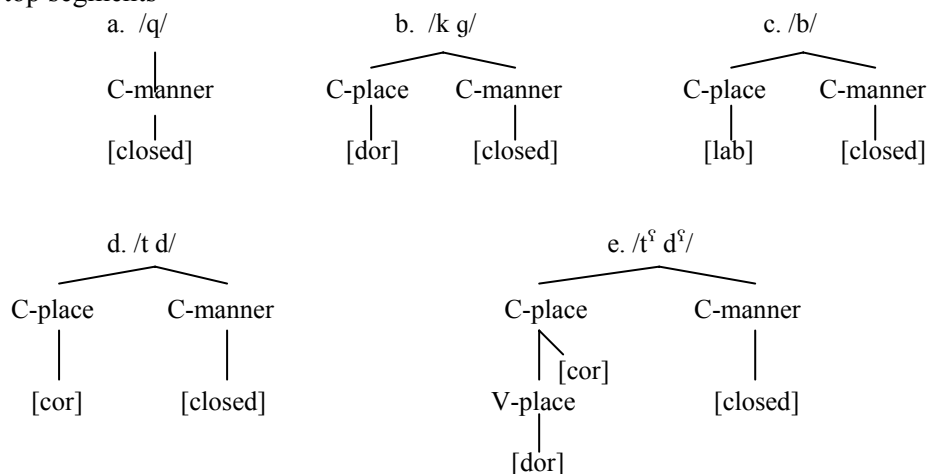 top segments
a. /q/ b. /k ɡ/ c. /b/
C-manner C-place C-manner C-place C-manner
[closed] [dor] [closed] [lab] [closed]
d. /t d/ e. /tˤ dˤ/
C-place C-manner C-place C-manner
[cor]
[cor] [closed] V-place [closed]
[dor]